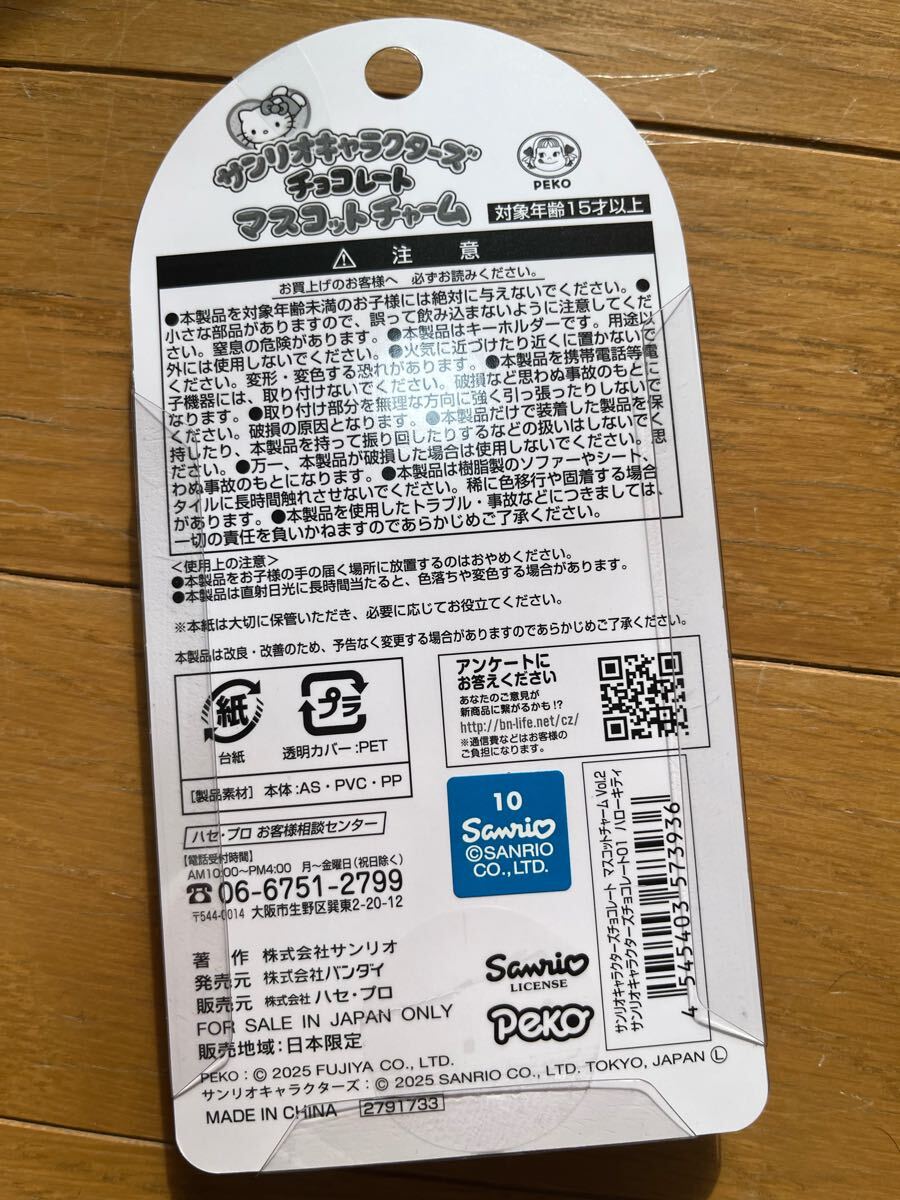 サンリオキャラクターズ
チョコレート
マスコットチャーム
PEKO
対象年齢15才以上
注 意
お買上げのお客様へ 必ずお読みください。
●本製品を対象年齢未満のお子様には絶対に与えないでください。●
小さな部品がありますので、誤って飲み込まないように注意してくだ
さい。窒息の危険があります。●本製品はキーホルダーです。用途以
外には使用しないでください。●火気に近づけたり近くに置かないで
ください。変形・変色する恐れがあります。●本製品を携帯電話等電
子機器には、取り付けないでください。破損など思わぬ事故のもとに
なります。●取り付け部分を無理な方向に強く引っ張ったりしないで
ください。破損の原因となります。●本製品だけで装着した製品を保
持したり、本製品を持って振り回したりするなどの扱いはしないでく
ださい。●万一、本製品が破損した場合は使用しないでください。思
わぬ事故のもとになります。●本製品は樹脂製のソファーやシート、
タイルに長時間触れさせないでください。稀に色移行や固着する場合
があります。●本製品を使用したトラブル・事故などにつきましては、
一切の責任を負いかねますのであらかじめご了承ください。
<使用上の注意>
●本製品をお子様の手の届く場所に放置するのはおやめください。
●本製品は直射日光に長時間当たると、色落ちや変色する場合があります。
※本紙は大切に保管いただき、必要に応じてお役立てください。
本製品は改良・改善のため、予告なく変更する場合がありますのであらかじめご了承ください。
紙
台紙
プラ
透明カバー:PET
[製品素材] 本体:AS・PVC・PP
アンケートに
お答えください
あなたのご意見が
新商品に繋がるかも!?
http://bn-life.net/cz/
※通信費などはお客様の
ご負担になります。
ハセ・プロ お客様相談センター
【電話受付時間】
AM10:00〜PM4:00 月〜金曜日(祝日除く)
☎06-6751-2799
〒544-0014 大阪市生野区巽東2-20-12
10
Sanrio
©SANRIO
CO., LTD.
サンリオキャラクターズチョコレート マスコットチャーム Vol.2
サンリオキャラクターズチョコレート01 ハローキティ
4 545403 573936
著 作 株式会社サンリオ
発売元 株式会社バンダイ
販売元 株式会社 ハセ・プロ
FOR SALE IN JAPAN ONLY
販売地域:日本限定
Sanrio
LICENSE
PeKo
PEKO:© 2025 FUJIYA CO., LTD.
サンリオキャラクターズ:© 2025 SANRIO CO., LTD. TOKYO, JAPAN Ⓛ
MADE IN CHINA 2791733